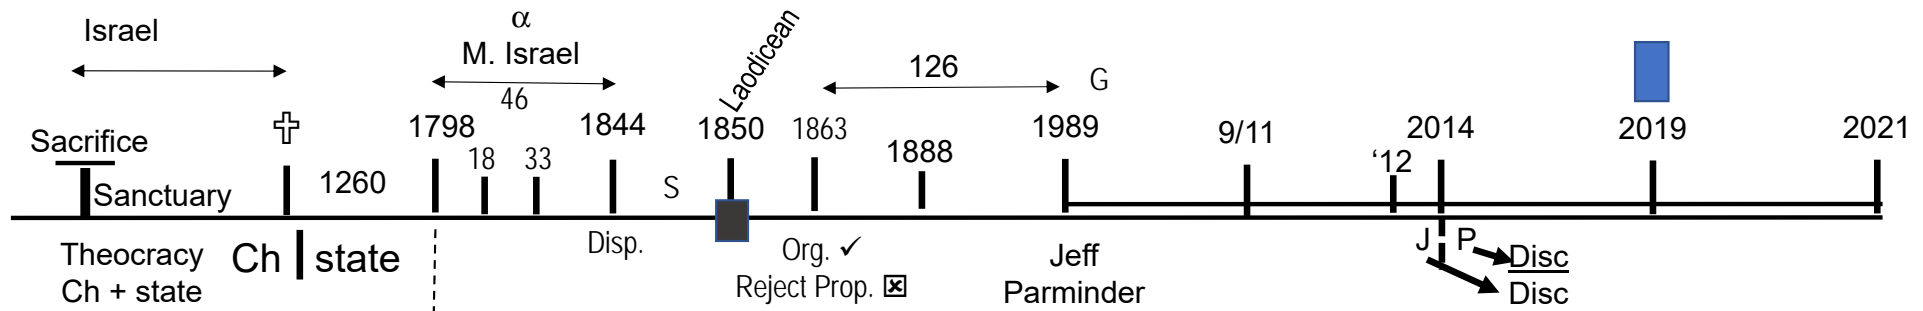 Israel
α
M. Israel
46
Laodicean
126
G
Sacrifice
1798
18
33
1844
1850
1863
1888
1989
9/11
'12
2014
2019
2021
Sanctuary
1260
S
Theocracy
Ch + state
Ch | state
Disp.
Org. ✓
Reject Prop. ☒
Jeff
Parminder
J
P
Disc
Disc